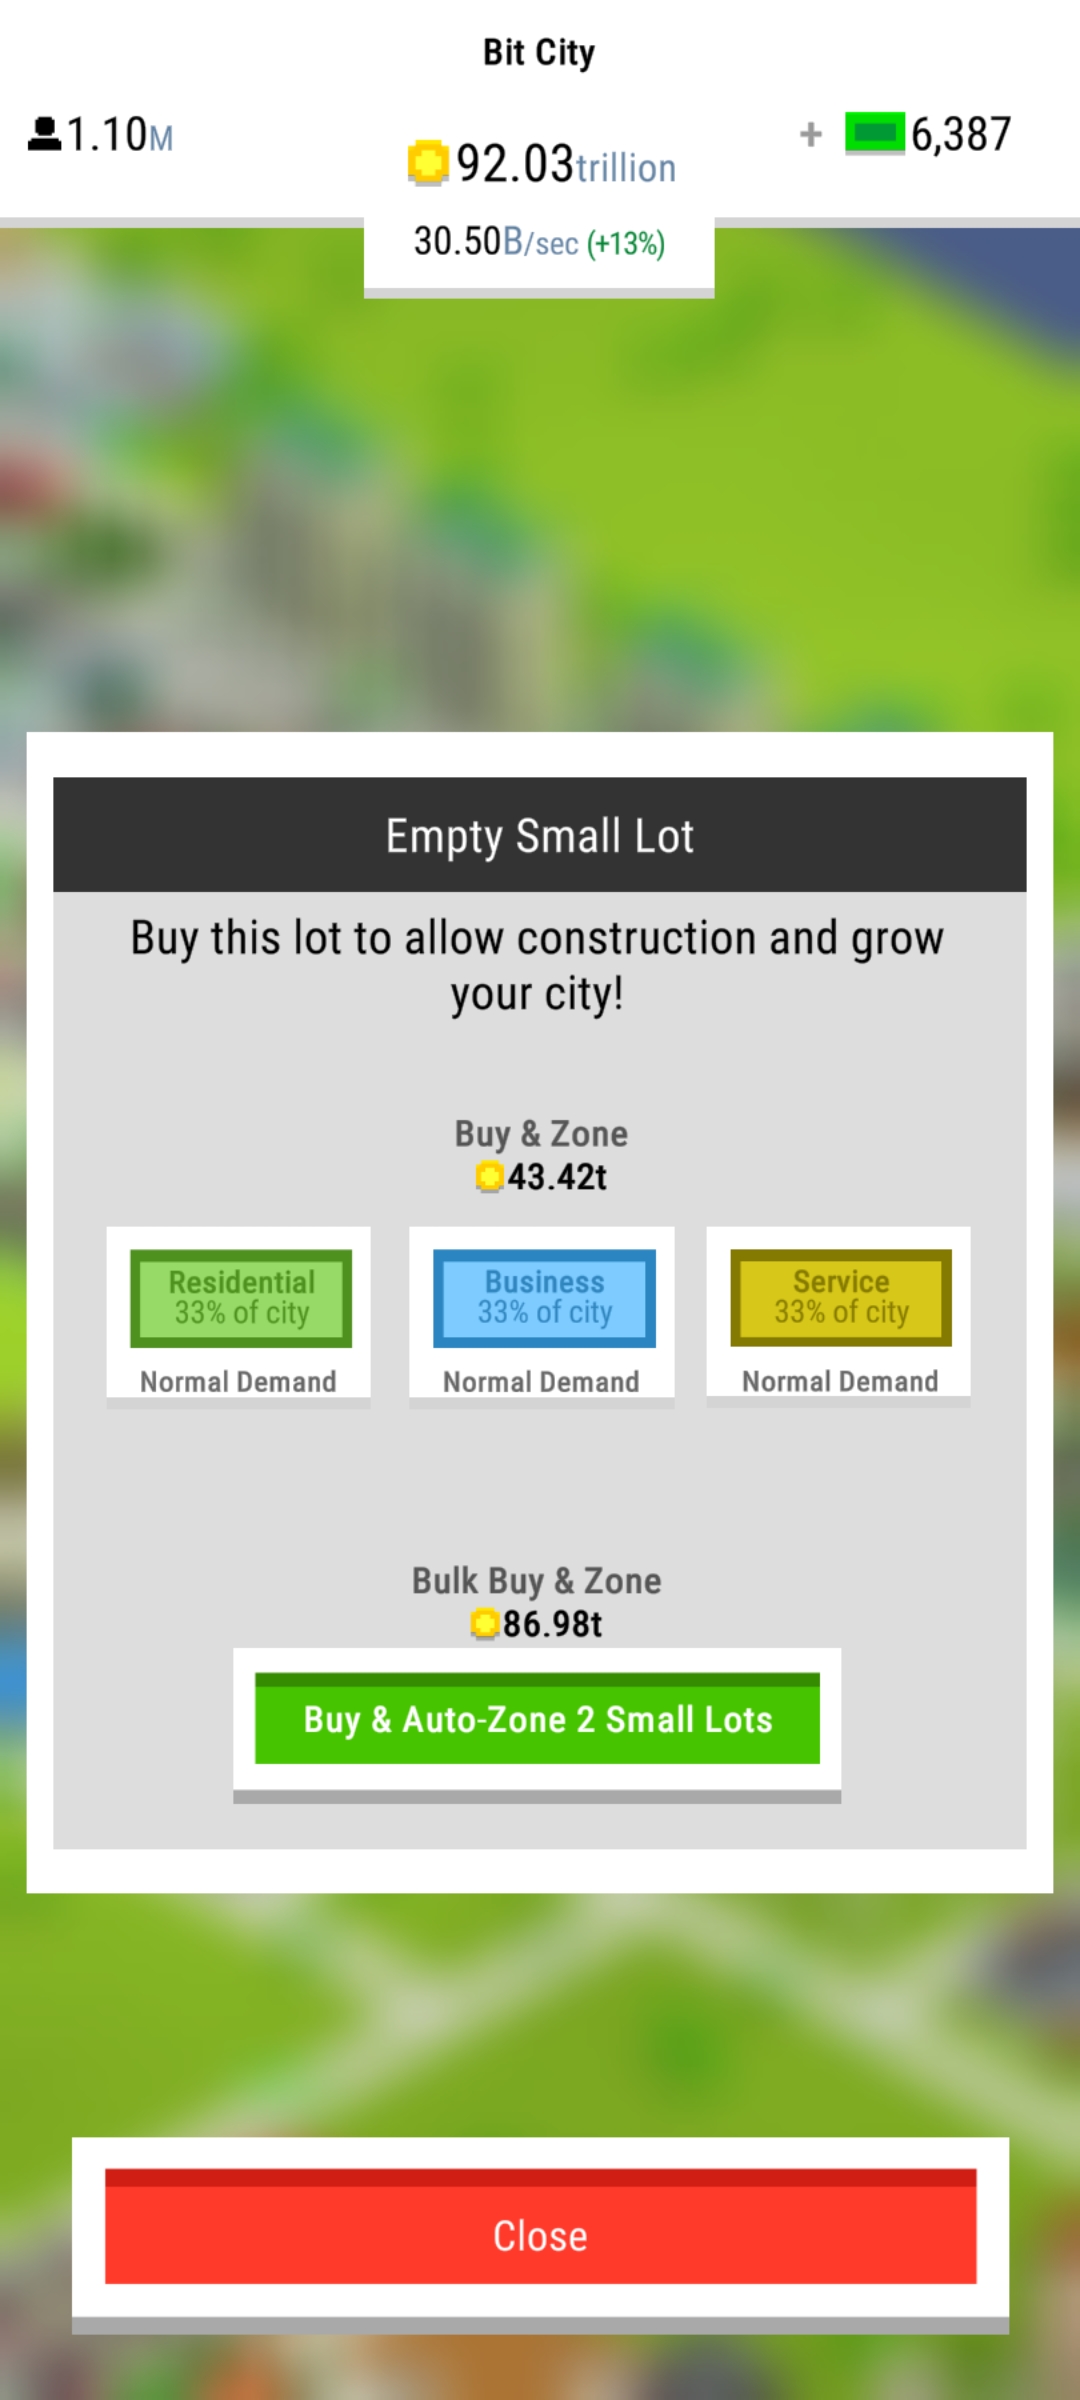 Bit City
1.10M
92.03trillion
+ 6,387
30.50B/sec (+13%)
Empty Small Lot
Buy this lot to allow construction and grow
your city!
Buy & Zone
43.42t
Residential
33% of city
Normal Demand
Business
33% of city
Normal Demand
Service
33% of city
Normal Demand
Bulk Buy & Zone
86.98t
Buy & Auto-Zone 2 Small Lots
Close